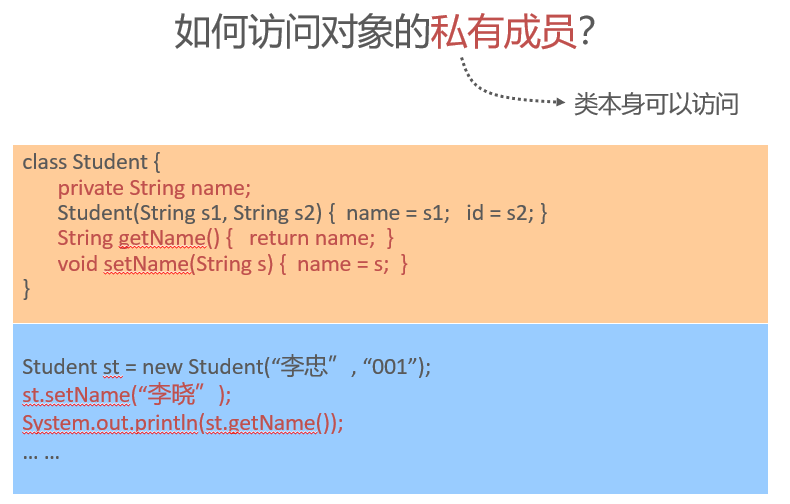 如何访问对象的私有成员?
类本身可以访问
class Student {
private String name;
Student(String s1, String s2) { name = s1; id = s2; }
String getName() { return name; }
void setName(String s) { name = s; }
}
Student st = new Student(“李忠”, “001”);
st.setName(“李晓”);
System.out.println(st.getName());
… …